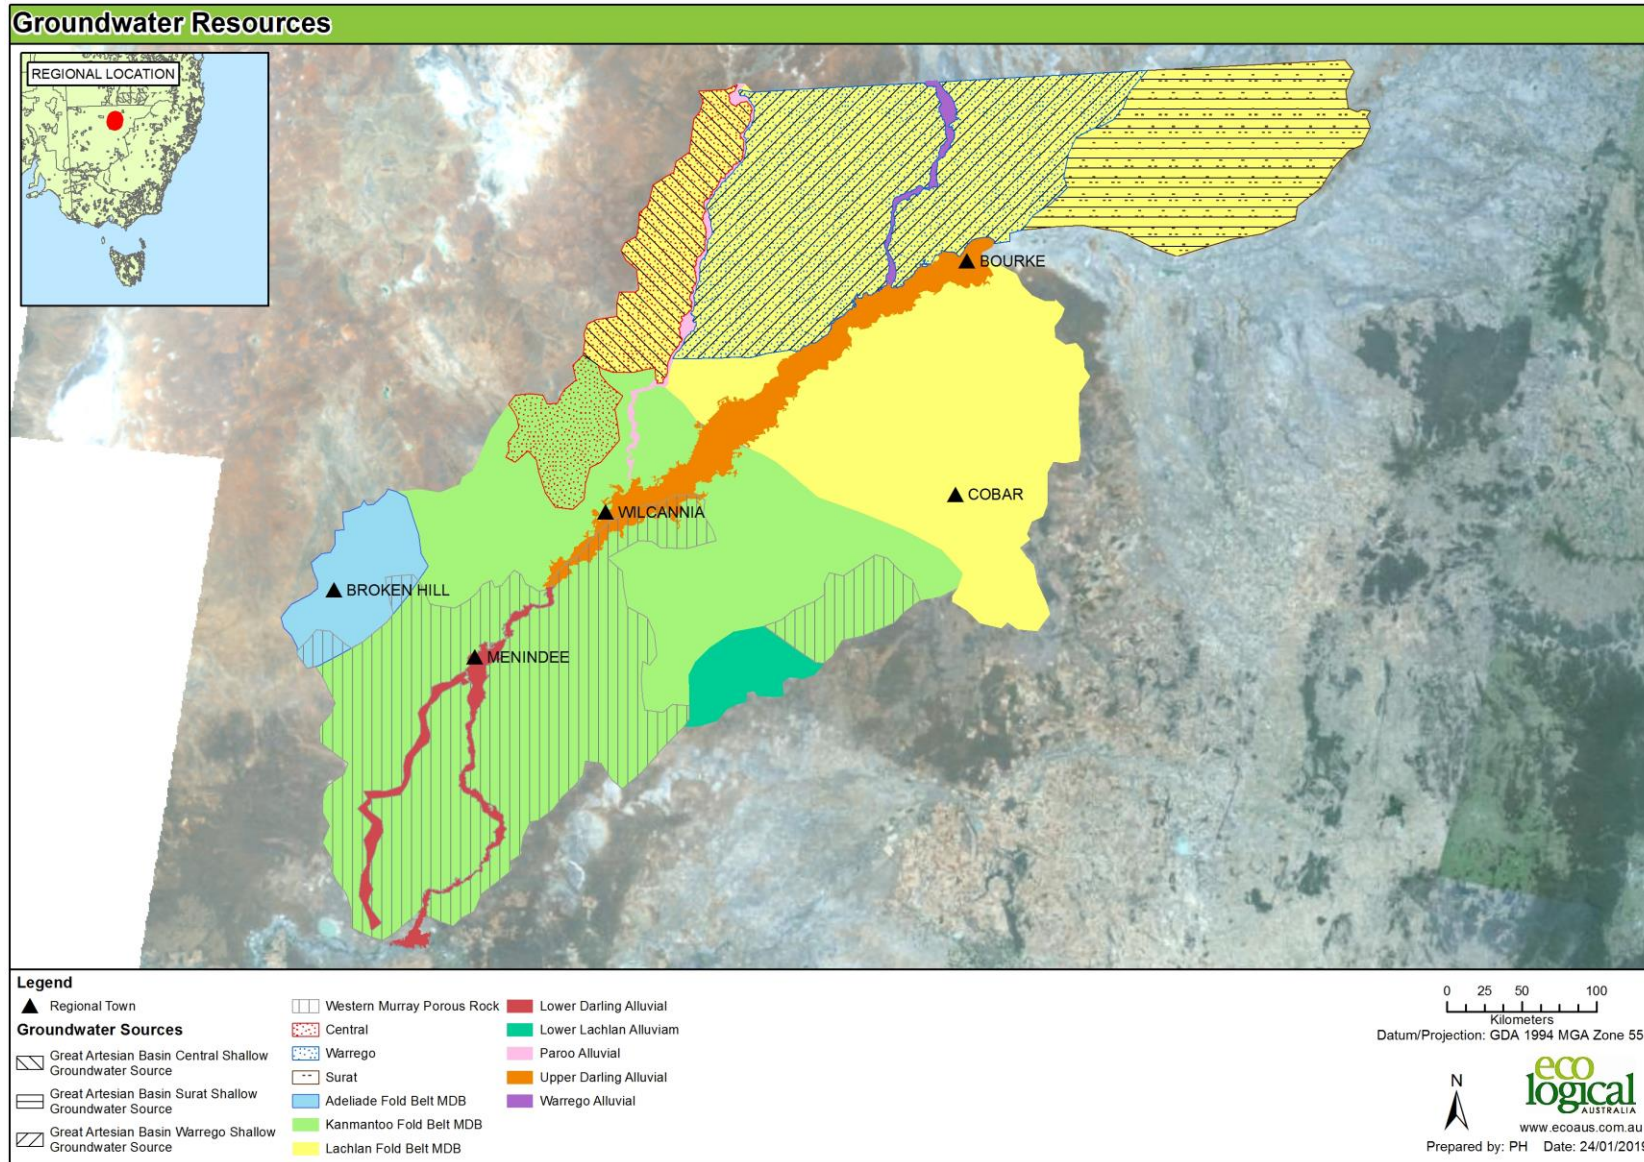 Groundwater Resources
REGIONAL LOCATION
BOURKE
COBAR
WILCANNIA
BROKEN HILL
MENINDEE
Legend
Regional Town
Groundwater Sources
Great Artesian Basin Central Shallow
Groundwater Source
Great Artesian Basin Surat Shallow
Groundwater Source
Great Artesian Basin Warrego Shallow
Groundwater Source
Western Murray Porous Rock
Central
Warrego
Surat
Adeliade Fold Belt MDB
Kanmantoo Fold Belt MDB
Lachlan Fold Belt MDB
Lower Darling Alluvial
Lower Lachlan Alluviam
Paroo Alluvial
Upper Darling Alluvial
Warrego Alluvial
0 25 50 100
Kilometers
Datum/Projection: GDA 1994 MGA Zone 55
N
eco
logical
AUSTRALIA
www.ecoaus.com.au
Prepared by: PH Date: 24/01/2019